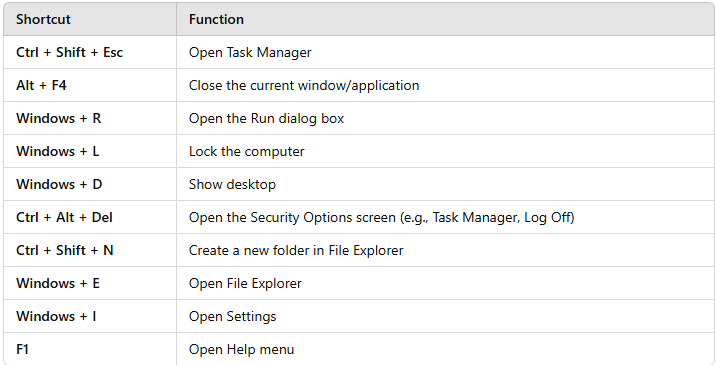 Shortcut Function
Ctrl + Shift + Esc Open Task Manager
Alt + F4 Close the current window/application
Windows + R Open the Run dialog box
Windows + L Lock the computer
Windows + D Show desktop
Ctrl + Alt + Del Open the Security Options screen (e.g., Task Manager, Log Off)
Ctrl + Shift + N Create a new folder in File Explorer
Windows + E Open File Explorer
Windows + I Open Settings
F1 Open Help menu